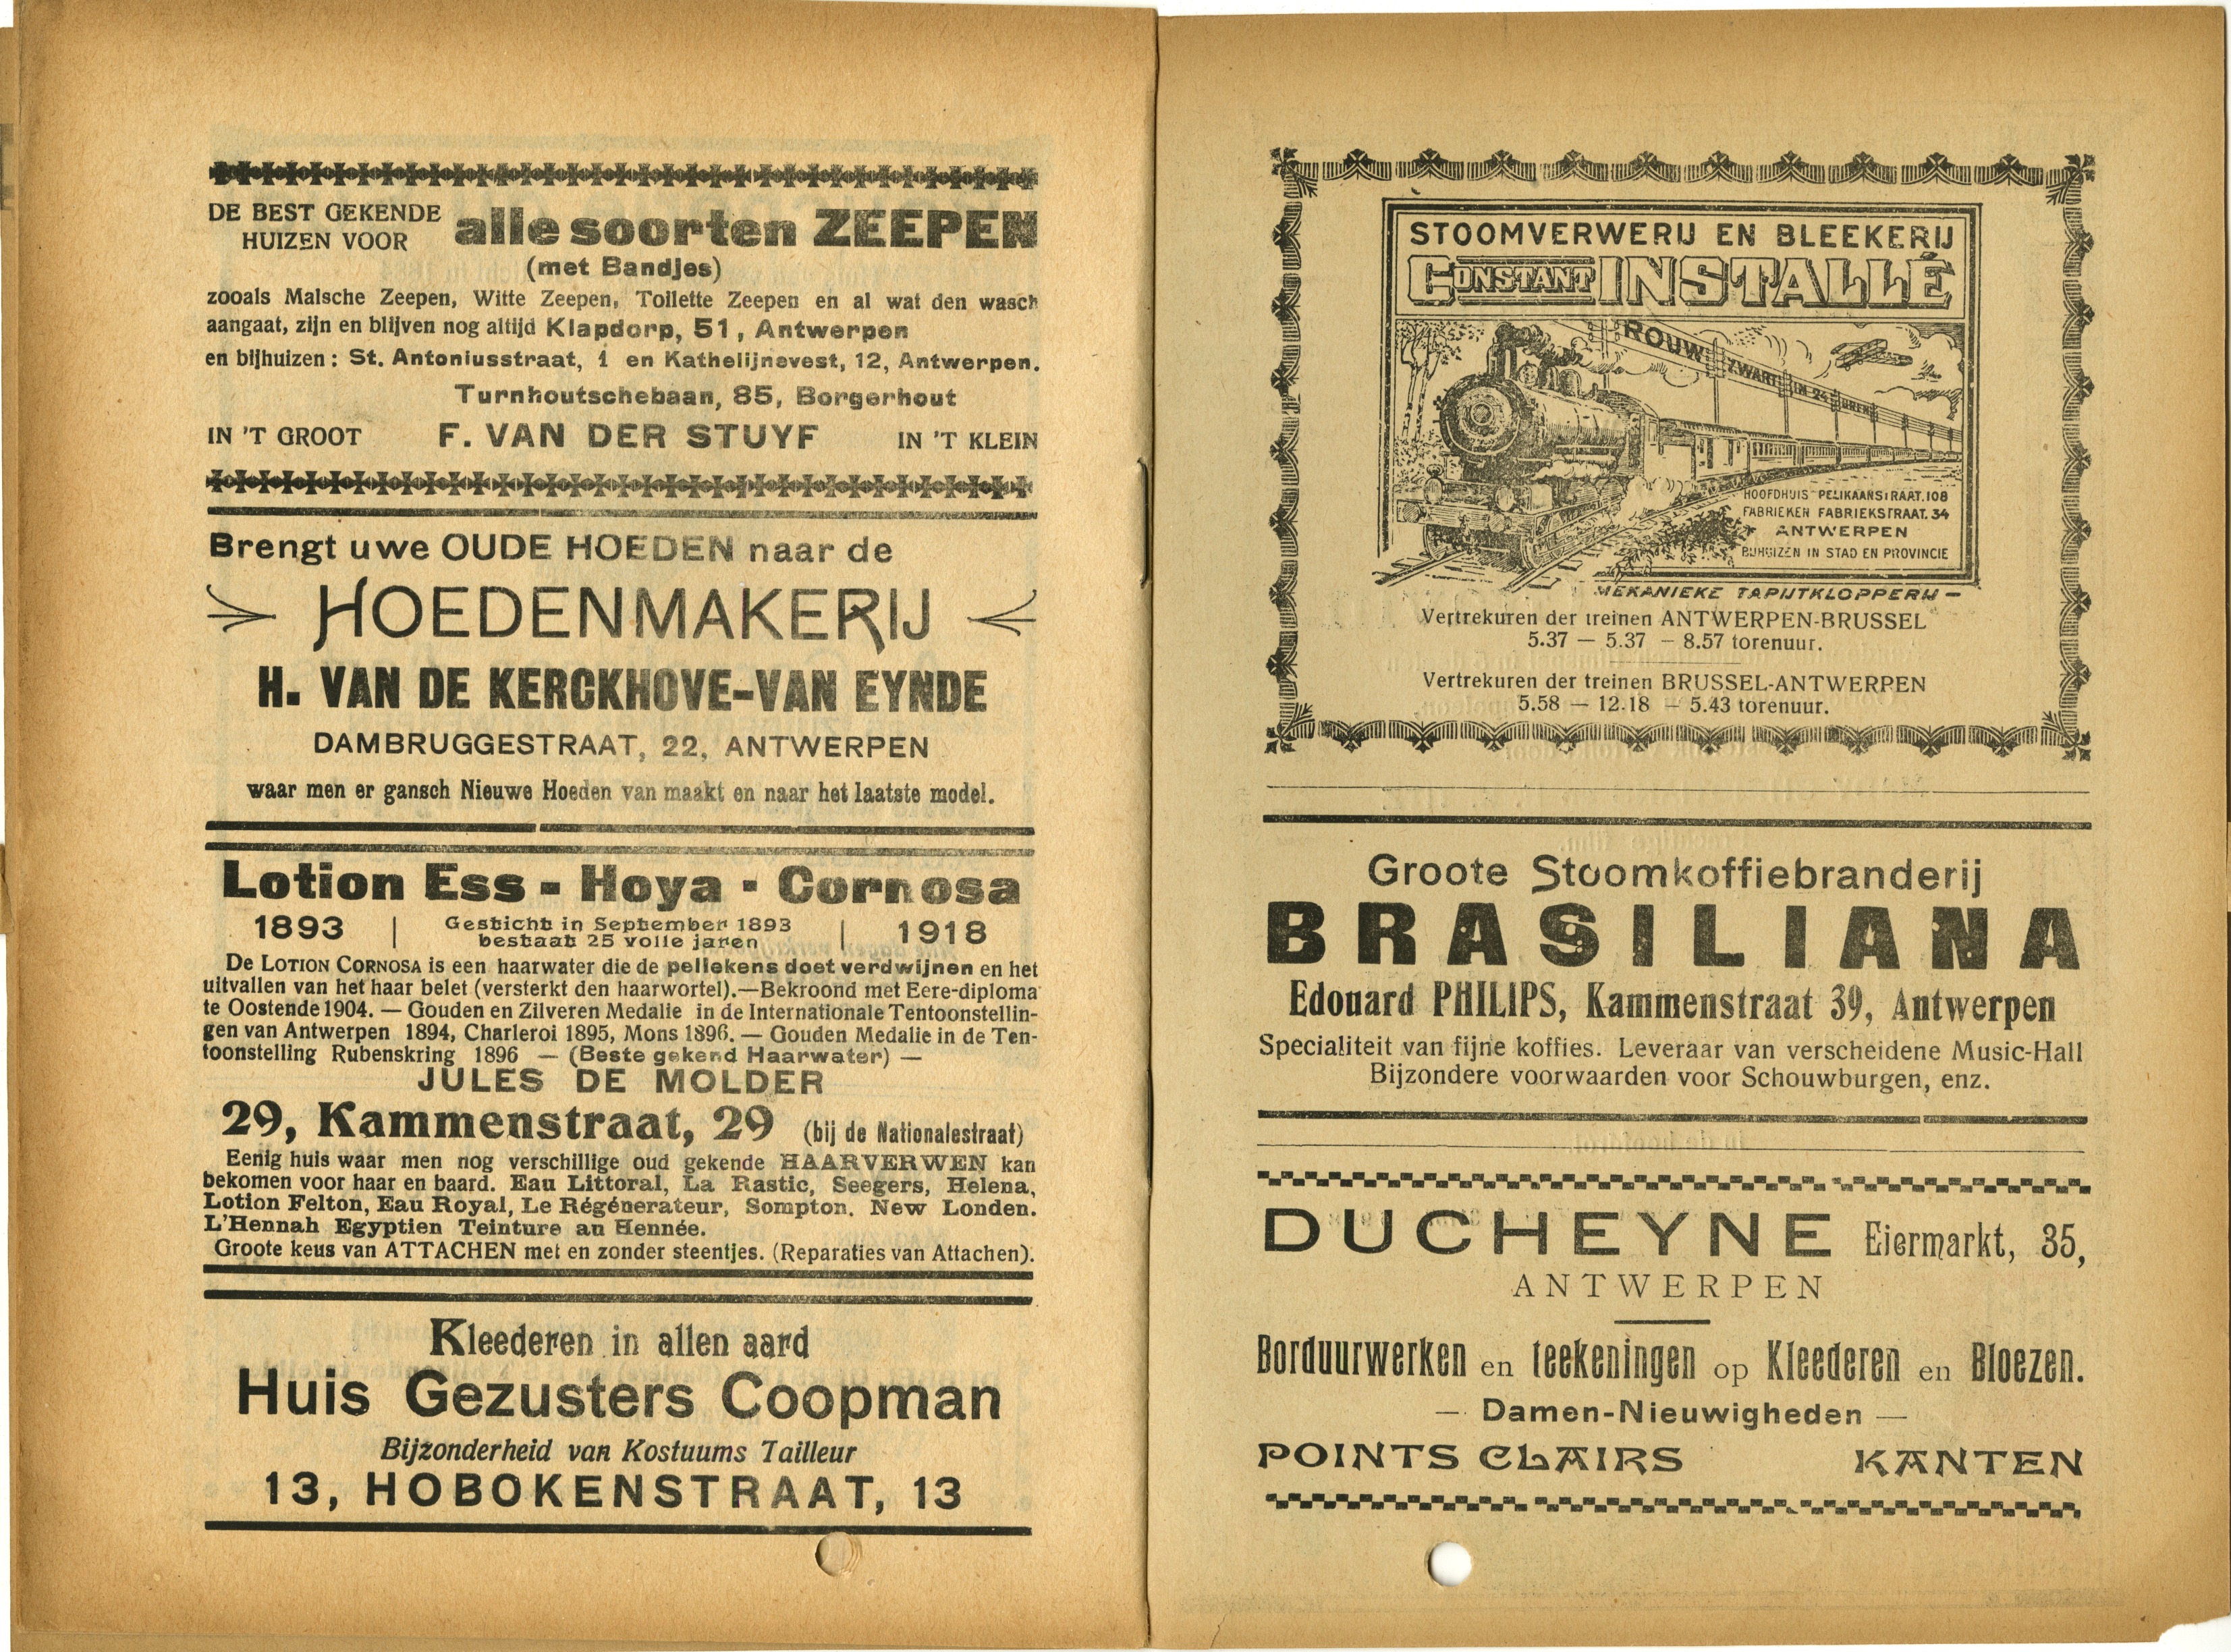 DE BEST GEKENDE
HUIZEN VOOR
alle soorten ZEEPEN
(met Bandjes)
zooals Malsche Zeepen, Witte Zeepen, Toilette Zeepen en al wat den wasch
aangaat, zijn en blijven nog altijd Klapdorp, 51, Antwerpen
en bijhuizen : St. Antoniusstraat, 1 en Kathelijnevest, 12, Antwerpen.
Turnhoutschebaan, 85, Borgerhout
IN 'T GROOT F. VAN DER STUYF IN 'T KLEIN
Brengt uwe OUDE HOEDEN naar de
HOEDENMAKERIJ
H. VAN DE KERCKHOVE-VAN EYNDE
DAMBRUGGESTRAAT, 22, ANTWERPEN
waar men er gansch Nieuwe Hoeden van maakt en naar het laatste model.
Lotion Ess - Hoya - Cornosa
1893 | Gesticht in September 1893 | 1918
bestaat 25 volle jaren
De LOTION CORNOSA is een haarwater die de pellekens doet verdwijnen en het
uitvallen van het haar belet (versterkt den haarwortel).—Bekroond met Eere-diploma
te Oostende 1904. — Gouden en Zilveren Medalie in de Internationale Tentoonstellin-
gen van Antwerpen 1894, Charleroi 1895, Mons 1896. — Gouden Medalie in de Ten-
toonstelling Rubenskring 1896 — (Beste gekend Haarwater) —
JULES DE MOLDER
29, Kammenstraat, 29 (bij de Nationalestraat)
Eenig huis waar men nog verschillige oud gekende HAARVERWEN kan
bekomen voor haar en baard. Eau Littoral, La Rastic, Seegers, Helena,
Lotion Felton, Eau Royal, Le Régénerateur, Sompton, New Londen.
L'Hennah Egyptien Teinture au Hennée.
Groote keus van ATTACHEN met en zonder steentjes. (Reparaties van Attachen).
Kleederen in allen aard
Huis Gezusters Coopman
Bijzonderheid van Kostuums Tailleur
13, HOBOKENSTRAAT, 13
STOOMVERWERIJ EN BLEEKERIJ
CONSTANT INSTALLÉ
ROUW ZWART IN 24 UREN
HOOFDHUIS PELIKAANSTRAAT. 108
FABRIEKEN FABRIEKSTRAAT. 34
ANTWERPEN
BIJHUIZEN IN STAD EN PROVINCIE
MEKANIEKE TAPIJTKLOPPERIJ —
Vertrekuren der treinen ANTWERPEN-BRUSSEL
5.37 — 5.37 — 8.57 torenuur.
Vertrekuren der treinen BRUSSEL-ANTWERPEN
5.58 — 12.18 — 5.43 torenuur.
Groote Stoomkoffiebranderij
BRASILIANA
Edouard PHILIPS, Kammenstraat 39, Antwerpen
Specialiteit van fijne koffies. Leveraar van verscheidene Music-Hall
Bijzondere voorwaarden voor Schouwburgen, enz.
DUCHEYNE Eiermarkt, 35,
ANTWERPEN
Borduurwerken en teekeningen op Kleederen en Bloezen.
— Damen-Nieuwigheden —
POINTS CLAIRS KANTEN